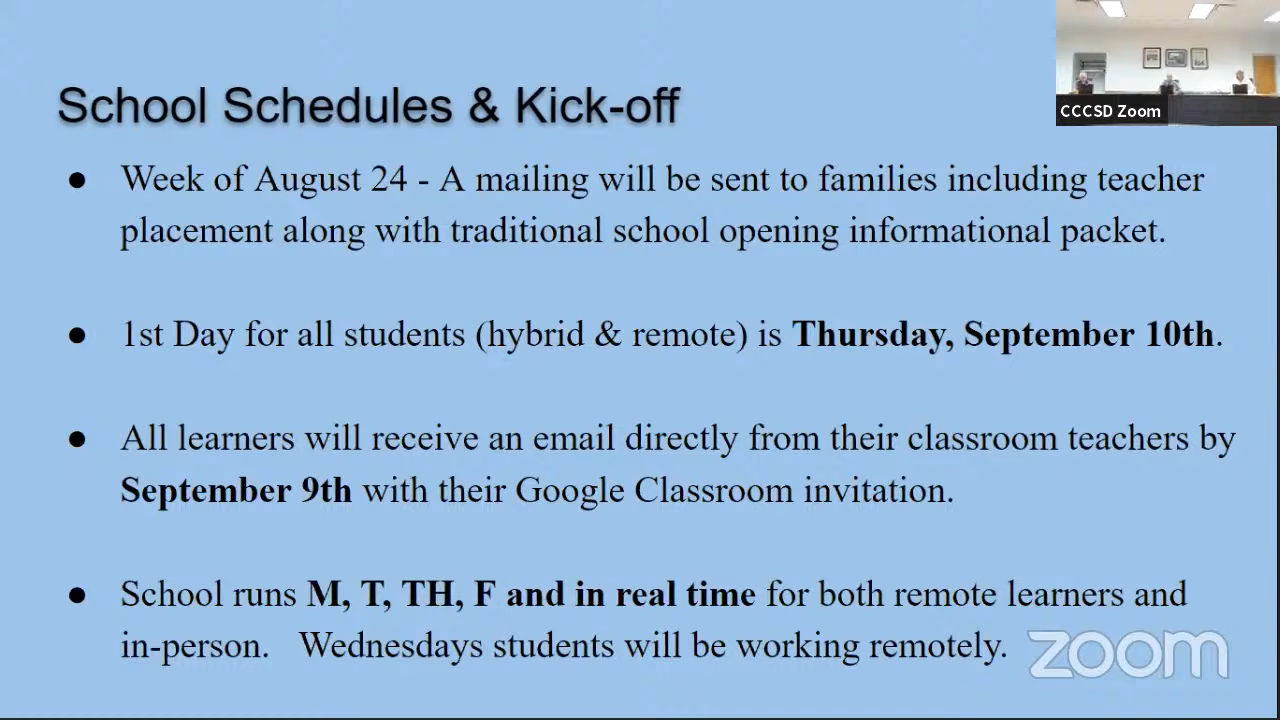 CCCSD Zoom
School Schedules & Kick-off
● Week of August 24 - A mailing will be sent to families including teacher
placement along with traditional school opening informational packet.
● 1st Day for all students (hybrid & remote) is Thursday, September 10th.
● All learners will receive an email directly from their classroom teachers by
September 9th with their Google Classroom invitation.
● School runs M, T, TH, F and in real time for both remote learners and
in-person. Wednesdays students will be working remotely.
zoom